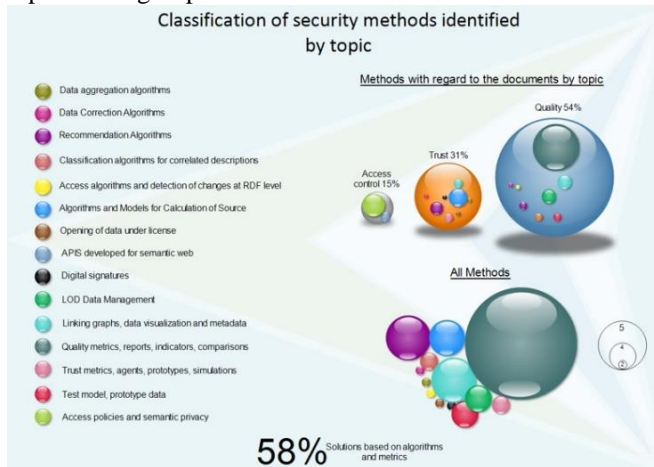 Classification of security methods identified
by topic
Methods with regard to the documents by topic
Data aggregation algorithms
Data Correction Algorithms
Recommendation Algorithms
Classification algorithms for correlated descriptions
Access algorithms and detection of changes at RDF level
Algorithms and Models for Calculation of Source
Opening of data under license
APIS developed for semantic web
Digital signatures
LOD Data Management
Linking graphs, data visualization and metadata
Quality metrics, reports, indicators, comparisons
Trust metrics, agents, prototypes, simulations
Test model, prototype data
Access policies and semantic privacy
Quality 54%
Trust 31%
Access
control 15%
All Methods
5
4
2
58% Solutions based on algorithms
and metrics